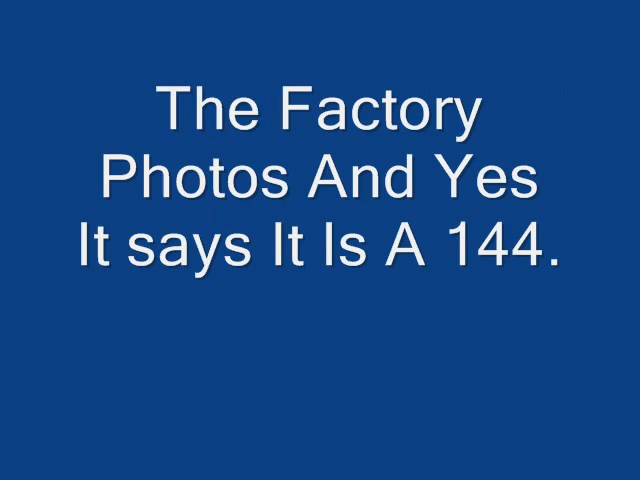 The Factory
Photos And Yes
It says It Is A 144.